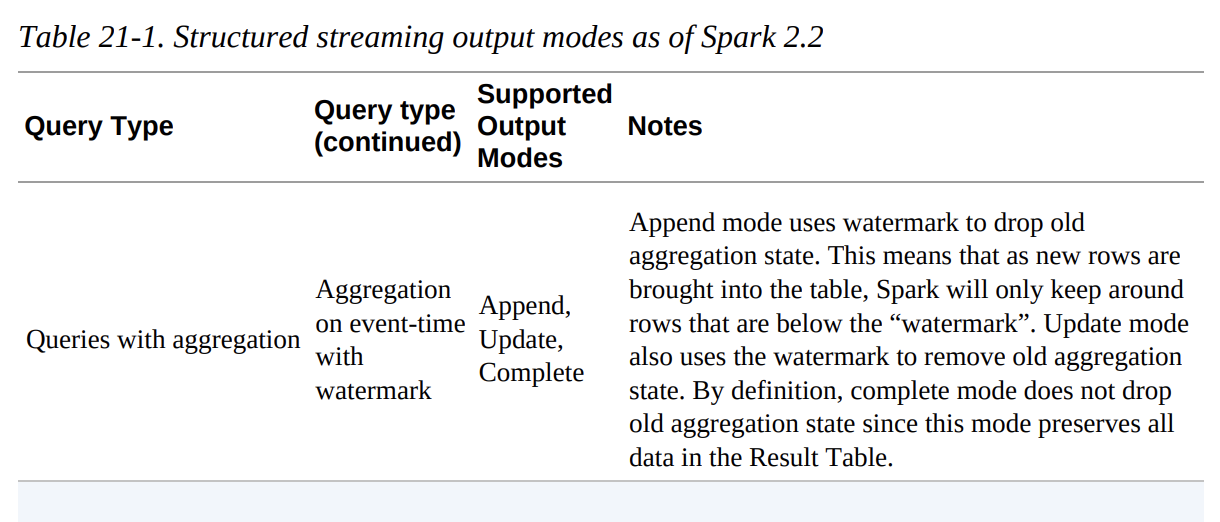 Table 21-1. Structured streaming output modes as of Spark 2.2
Query Type
Query type
(continued)
Supported
Output
Modes
Notes
Queries with aggregation
Aggregation
on event-time
with
watermark
Append,
Update,
Complete
Append mode uses watermark to drop old
aggregation state. This means that as new rows are
brought into the table, Spark will only keep around
rows that are below the “watermark”. Update mode
also uses the watermark to remove old aggregation
state. By definition, complete mode does not drop
old aggregation state since this mode preserves all
data in the Result Table.